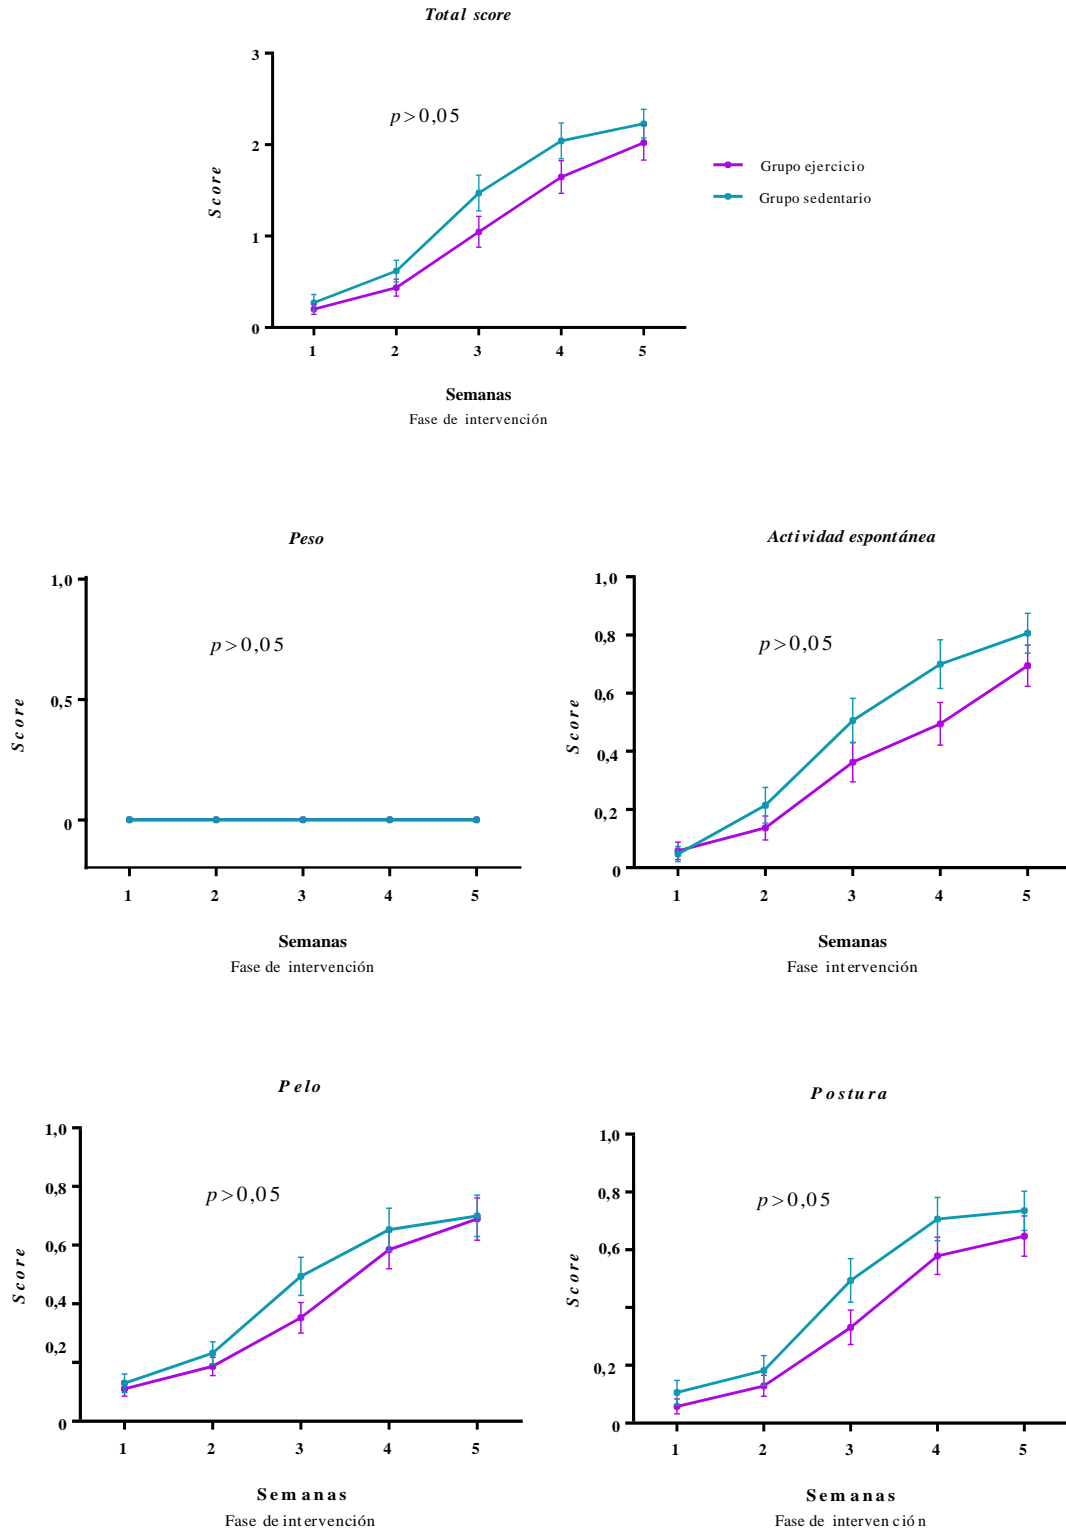 Total score
3
2
1
0
Score
p>0,05
Grupo ejercicio
Grupo sedentario
1 2 3 4 5
Semanas
Fase de intervención
Peso
1,0
0,5
0
Score
p>0,05
1 2 3 4 5
Semanas
Fase de intervención
Actividad espontánea
1,0
0,8
0,6
0,4
0,2
0
Score
p>0,05
1 2 3 4 5
Semanas
Fase intervención
Pelo
1,0
0,8
0,6
0,4
0,2
0
Score
p>0,05
1 2 3 4 5
Semanas
Fase de intervención
Postura
1,0
0,8
0,6
0,2
0
Score
p>0,05
1 2 3 4 5
Semanas
Fase de intervención